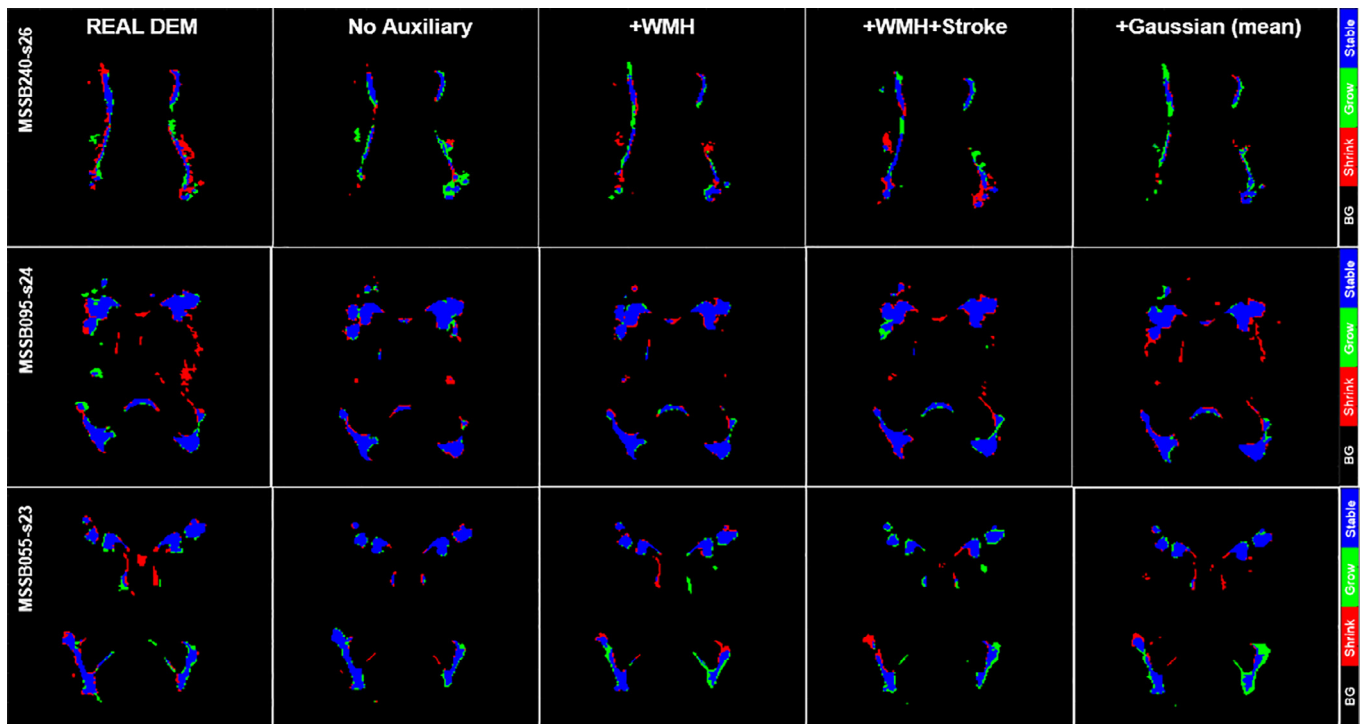 REAL DEM No Auxiliary +WMH +WMH+Stroke +Gaussian (mean)
MSSB240-s26
Stable
Grow
Shrink
BG
MSSB095-s24
Stable
Grow
Shrink
BG
MSSB055-s23
Stable
Grow
Shrink
BG